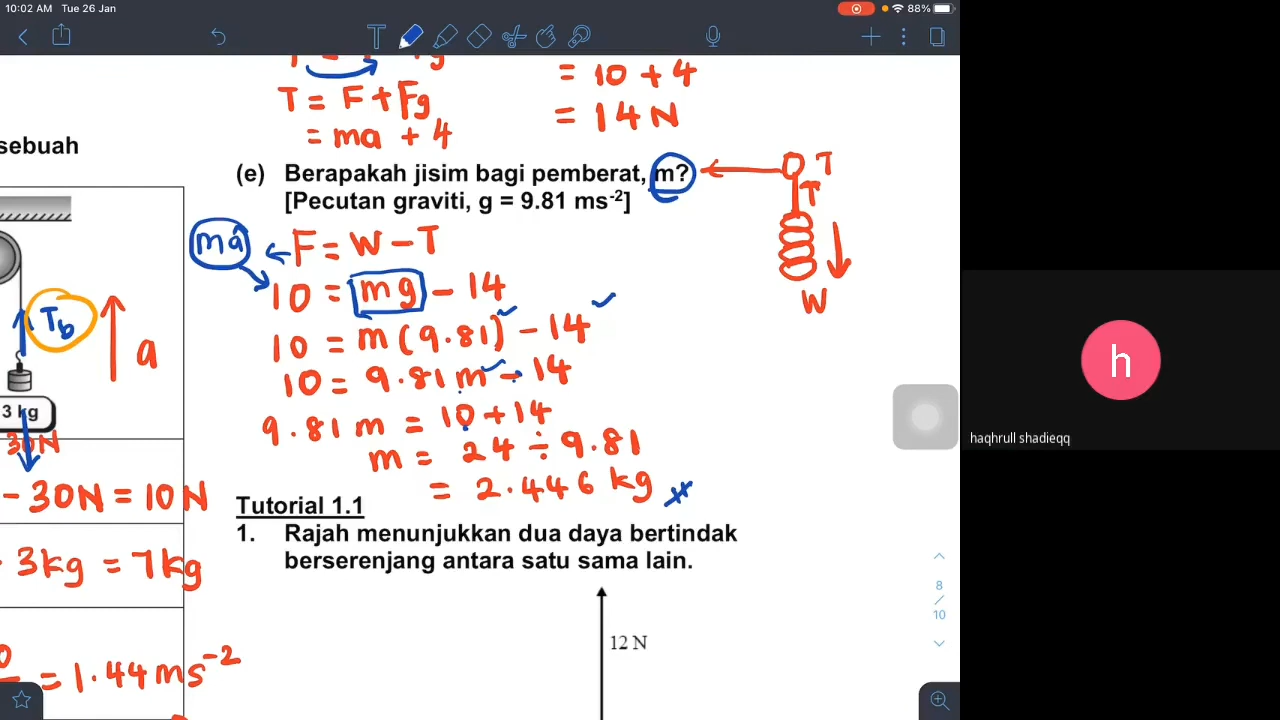 10:02 AM Tue 26 Jan
88%
T
= 10 + 4
T = F + Fg
= 14 N
= ma + 4
sebuah
(e) Berapakah jisim bagi pemberat, m?
[Pecutan graviti, g = 9.81 ms⁻²]
T
T
W
ma
F = W - T
10 = mg - 14
10 = m (9.81) - 14
10 = 9.81 m - 14
9.81 m = 10 + 14
m = 24 ÷ 9.81
= 2.446 kg
Tb
a
3 kg
30N
- 30N = 10 N
3kg = 7kg
= 1.44 ms⁻²
Tutorial 1.1
1. Rajah menunjukkan dua daya bertindak
berserenjang antara satu sama lain.
12 N
8
/
10
h
haqhrull shadieqq